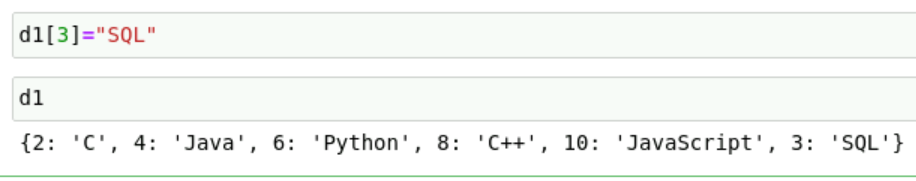 d1[3]="SQL"
d1
{2: 'C', 4: 'Java', 6: 'Python', 8: 'C++', 10: 'JavaScript', 3: 'SQL'}